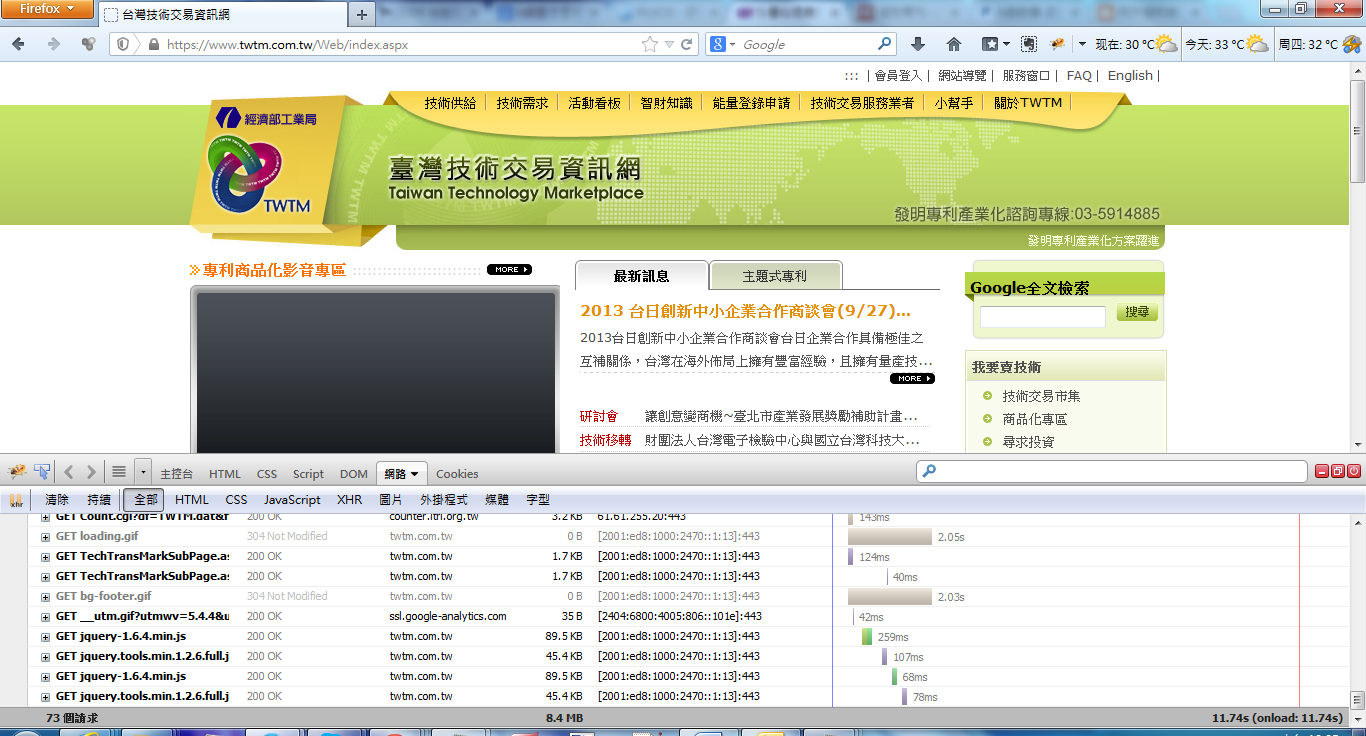 Firefox
台灣技術交易資訊網
https://www.twtm.com.tw/Web/index.aspx
Google
现在: 30 °C
今天: 33 °C
周四: 32 °C
::: | 會員登入 | 網站導覽 | 服務窗口 | FAQ | English |
技術供給 技術需求 活動看板 智財知識 能量登錄申請 技術交易服務業者 小幫手 關於TWTM
經濟部工業局
TWTM
臺灣技術交易資訊網
Taiwan Technology Marketplace
發明專利產業化諮詢專線:03-5914885
發明專利產業化方案躍進
專利商品化影音專區
MORE
最新訊息 主題式專利
2013 台日創新中小企業合作商談會(9/27)...
2013台日創新中小企業合作商談會台日企業合作具備極佳之
互補關係，台灣在海外佈局上擁有豐富經驗，且擁有量產技...
MORE
研討會 讓創意變商機~臺北市產業發展獎勵補助計畫...
技術移轉 財團法人台灣電子檢驗中心與國立台灣科技大...
Google全文檢索
搜尋
我要賣技術
技術交易市集
商品化專區
尋求投資
主控台 HTML CSS Script DOM 網路 Cookies
清除 持續 全部 HTML CSS JavaScript XHR 圖片 外掛程式 媒體 字型
GET Count.cgi?df=TWTM.dat&f 200 OK counter.itri.org.tw 3.2 KB 61.61.255.20:443 143ms
GET loading.gif 304 Not Modified twtm.com.tw 0 B [2001:ed8:1000:2470::1:13]:443 2.05s
GET TechTransMarkSubPage.as 200 OK twtm.com.tw 1.7 KB [2001:ed8:1000:2470::1:13]:443 124ms
GET TechTransMarkSubPage.as 200 OK twtm.com.tw 1.7 KB [2001:ed8:1000:2470::1:13]:443 40ms
GET bg-footer.gif 304 Not Modified twtm.com.tw 0 B [2001:ed8:1000:2470::1:13]:443 2.03s
GET __utm.gif?utmwv=5.4.4&u 200 OK ssl.google-analytics.com 35 B [2404:6800:4005:806::101e]:443 42ms
GET jquery-1.6.4.min.js 200 OK twtm.com.tw 89.5 KB [2001:ed8:1000:2470::1:13]:443 259ms
GET jquery.tools.min.1.2.6.full.j 200 OK twtm.com.tw 45.4 KB [2001:ed8:1000:2470::1:13]:443 107ms
GET jquery-1.6.4.min.js 200 OK twtm.com.tw 89.5 KB [2001:ed8:1000:2470::1:13]:443 68ms
GET jquery.tools.min.1.2.6.full.j 200 OK twtm.com.tw 45.4 KB [2001:ed8:1000:2470::1:13]:443 78ms
73 個請求 8.4 MB 11.74s (onload: 11.74s)